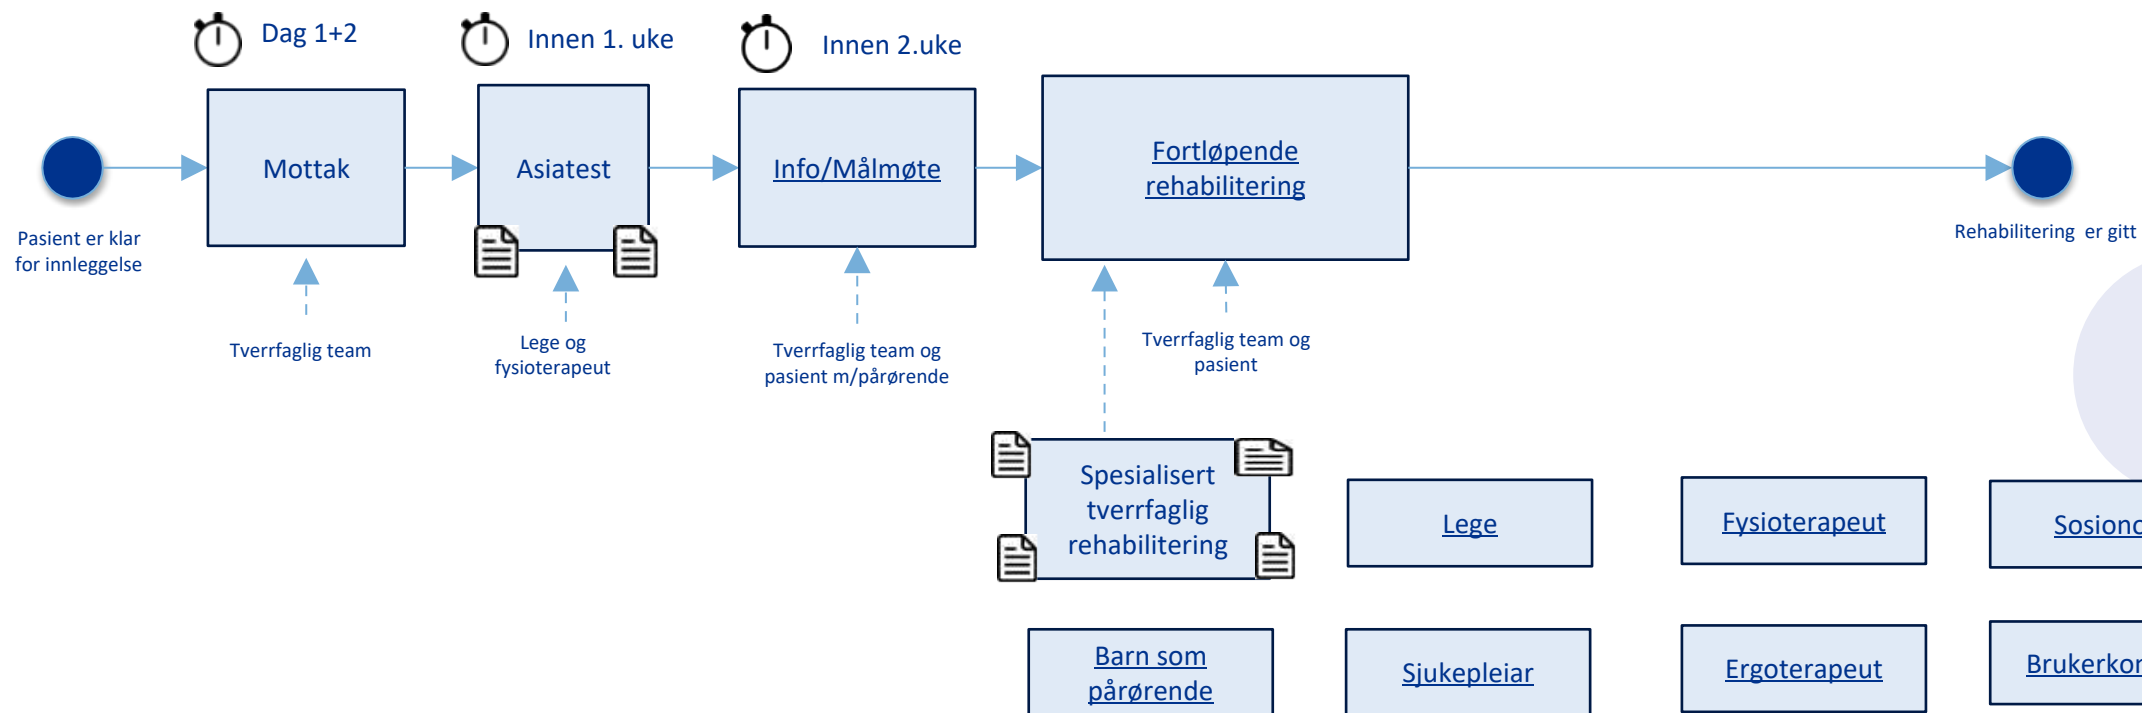 Dag 1+2
Innen 1. uke
Innen 2.uke
Mottak
Asiatest
Info/Målmøte
Fortløpende
rehabilitering
Pasient er klar
for innleggelse
Rehabilitering er gitt
Tverrfaglig team
Lege og
fysioterapeut
Tverrfaglig team og
pasient m/pårørende
Tverrfaglig team og
pasient
Spesialisert
tverrfaglig
rehabilitering
Lege
Fysioterapeut
Barn som
pårørende
Sjukepleiar
Ergoterapeut